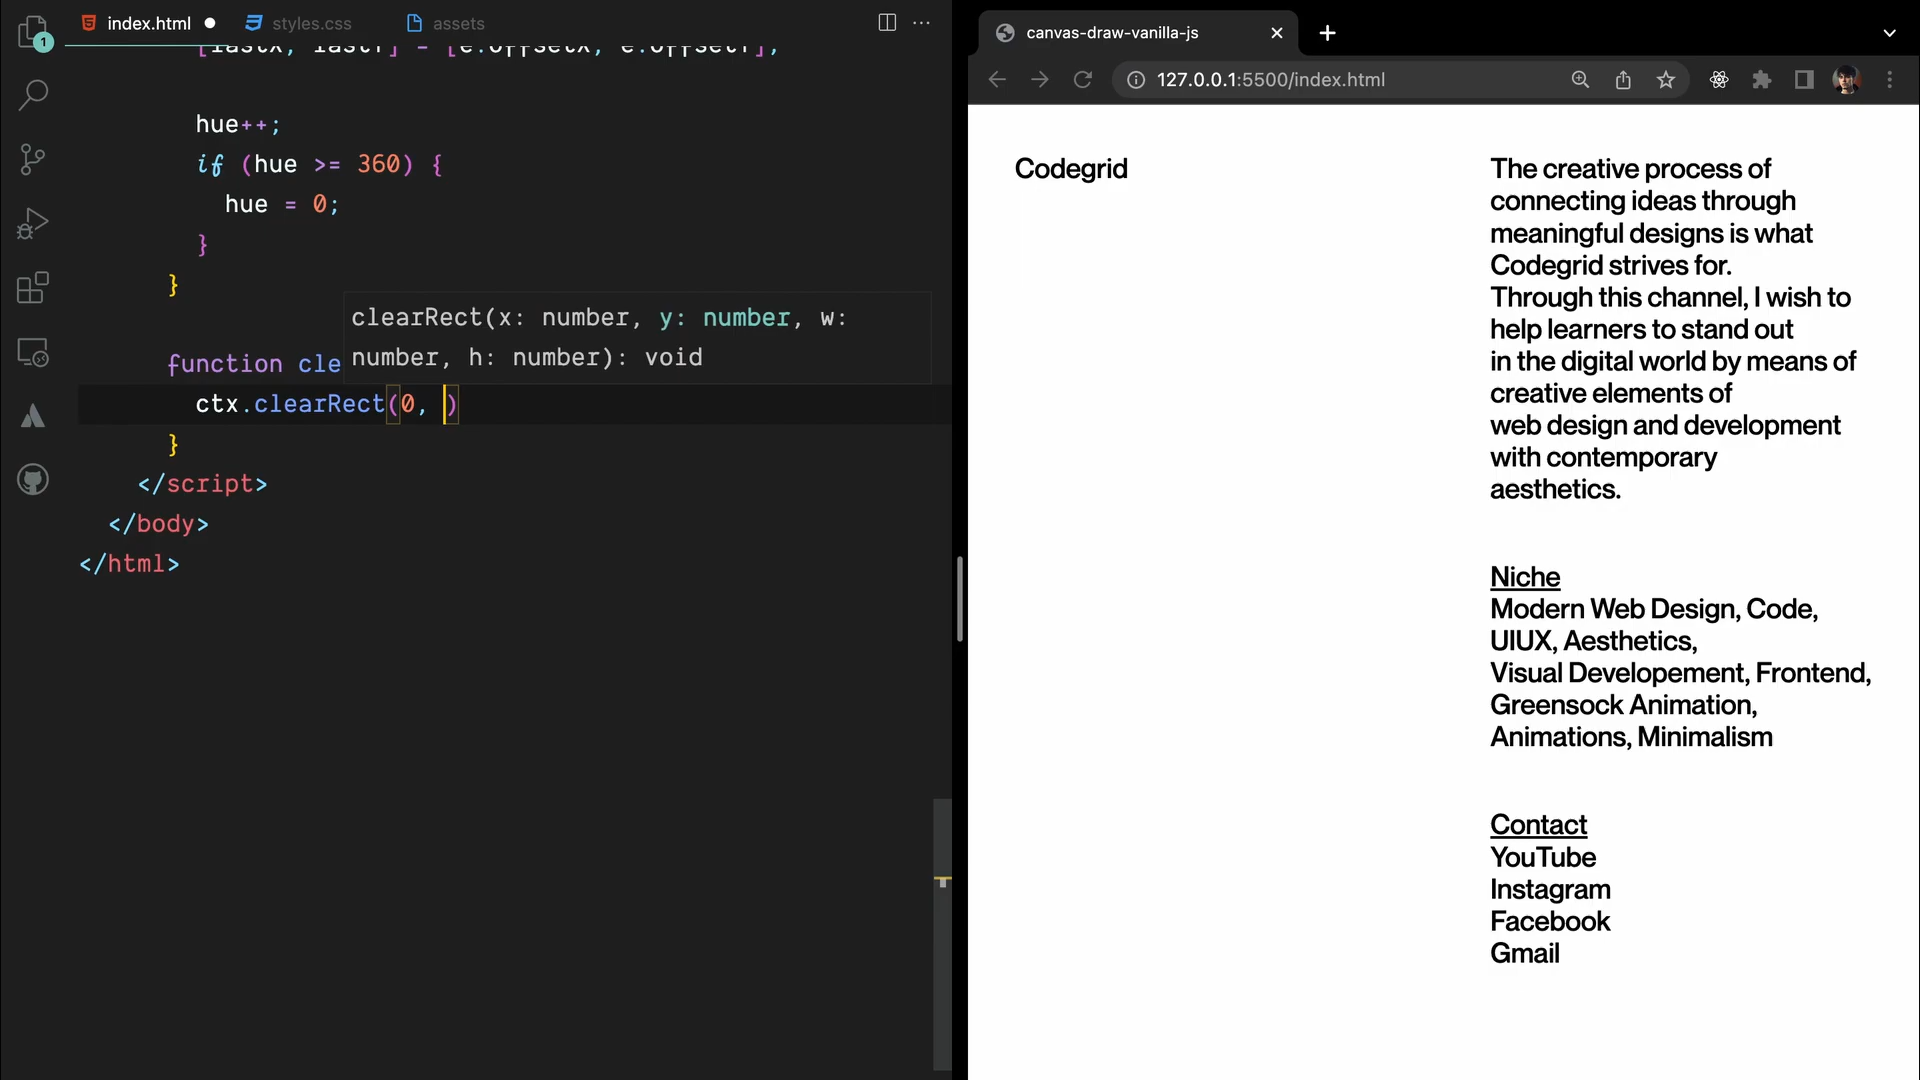 index.html
styles.css
assets
[lastX, lastY] = [e.offsetX, e.offsetY];
hue++;
if (hue >= 360) {
hue = 0;
}
}
clearRect(x: number, y: number, w:
number, h: number): void
function cle
ctx.clearRect(0, )
}
</script>
</body>
</html>
1
canvas-draw-vanilla-js
127.0.0.1:5500/index.html
Codegrid
The creative process of
connecting ideas through
meaningful designs is what
Codegrid strives for.
Through this channel, I wish to
help learners to stand out
in the digital world by means of
creative elements of
web design and development
with contemporary
aesthetics.
Niche
Modern Web Design, Code,
UIUX, Aesthetics,
Visual Developement, Frontend,
Greensock Animation,
Animations, Minimalism
Contact
YouTube
Instagram
Facebook
Gmail